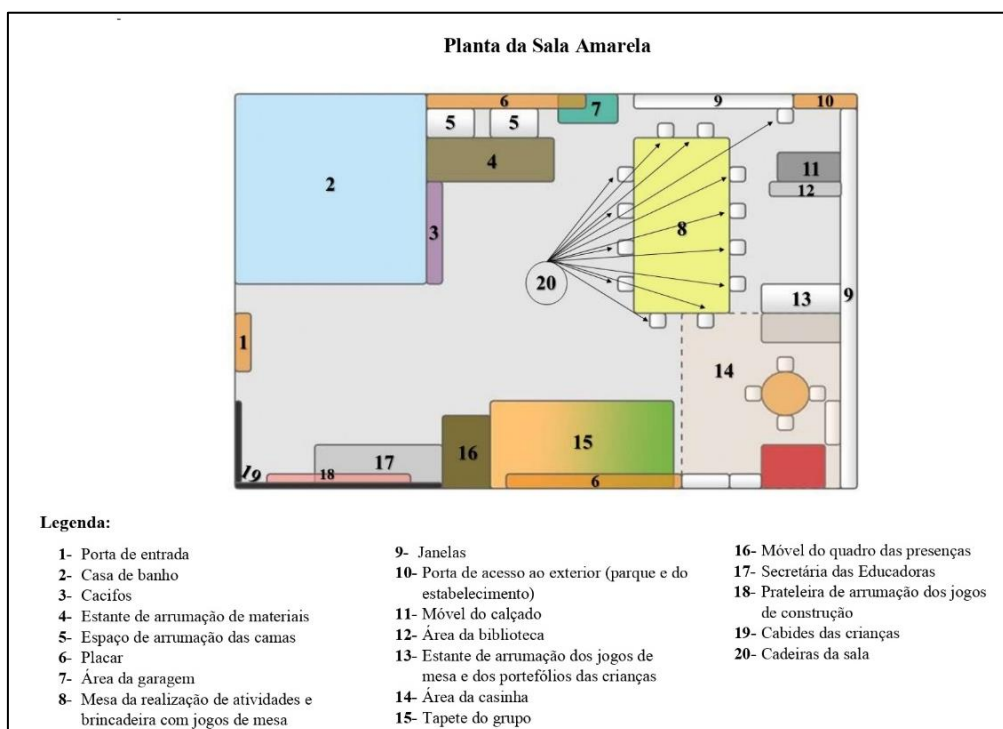 Planta da Sala Amarela
6
9
10
5
5
7
4
11
2
12
3
8
20
13
9
1
14
15
16
17
19
18
6
Legenda:
1- Porta de entrada
2- Casa de banho
3- Cacifos
4- Estante de arrumação de materiais
5- Espaço de arrumação das camas
6- Placar
7- Área da garagem
8- Mesa da realização de atividades e
brincadeira com jogos de mesa
9- Janelas
10- Porta de acesso ao exterior (parque e do
estabelecimento)
11- Móvel do calçado
12- Área da biblioteca
13- Estante de arrumação dos jogos de
mesa e dos portefólios das crianças
14- Área da casinha
15- Tapete do grupo
16- Móvel do quadro das presenças
17- Secretária das Educadoras
18- Prateleira de arrumação dos jogos
de construção
19- Cabides das crianças
20- Cadeiras da sala